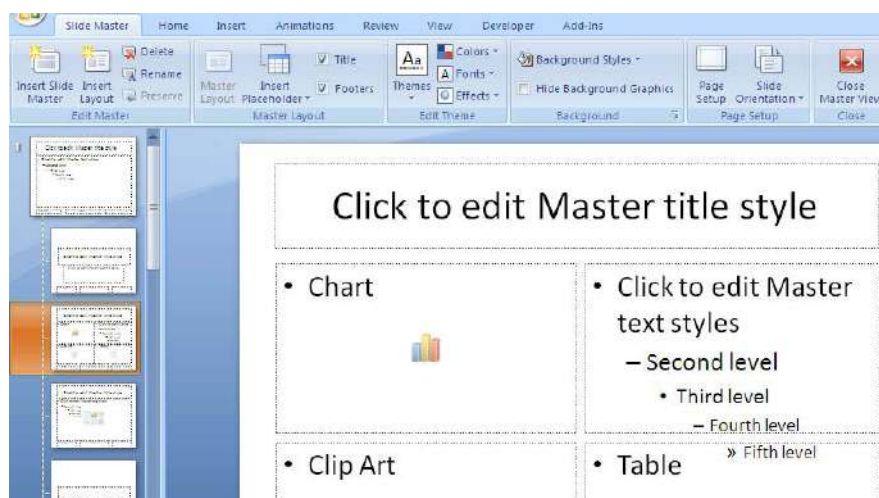 Slide Master Home Insert Animations Review View Developer Add-Ins
Insert Slide Master
Insert Layout
Delete
Rename
Preserve
Edit Master
Master Layout
Insert Placeholder
Title
Footers
Master Layout
Aa
Themes
Colors
A Fonts
Effects
Edit Theme
Background Styles
Hide Background Graphics
Background
Page Setup
Slide Orientation
Page Setup
Close Master View
Close
1
Click to edit Master title style
• Chart
• Click to edit Master
text styles
– Second level
• Third level
– Fourth level
» Fifth level
• Clip Art
• Table